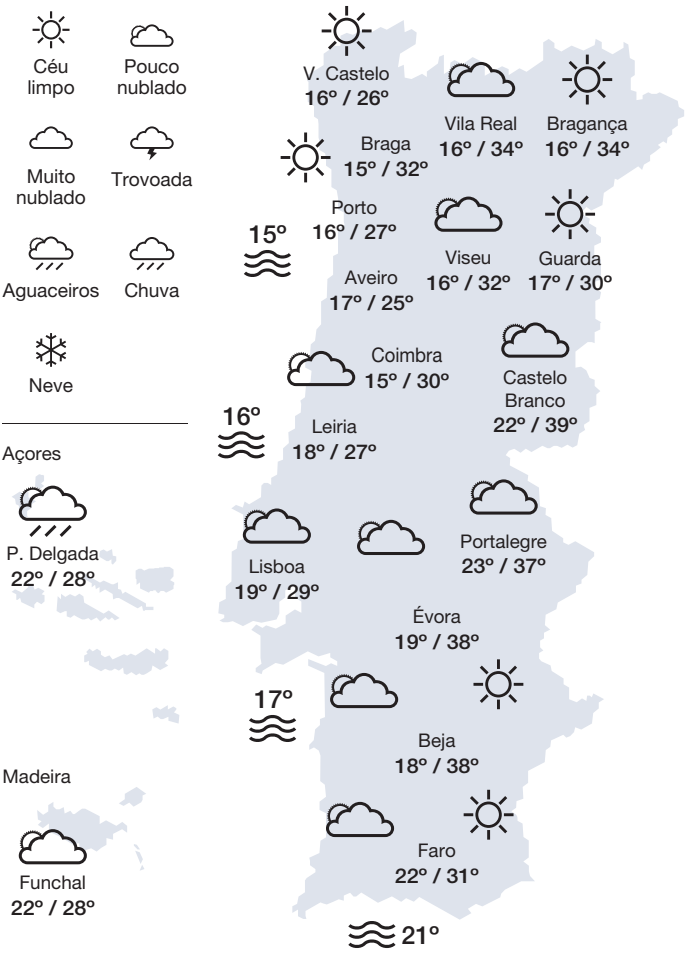 Céu
limpo
Pouco
nublado
Muito
nublado
Trovoada
Aguaceiros
Chuva
Neve
Açores
P. Delgada
22º / 28º
Madeira
Funchal
22º / 28º
V. Castelo
16º / 26º
Vila Real
16º / 34º
Bragança
16º / 34º
Braga
15º / 32º
Porto
16º / 27º
15º
Viseu
16º / 32º
Guarda
17º / 30º
Aveiro
17º / 25º
Coimbra
15º / 30º
Castelo
Branco
22º / 39º
16º
Leiria
18º / 27º
Lisboa
19º / 29º
Portalegre
23º / 37º
Évora
19º / 38º
17º
Beja
18º / 38º
Faro
22º / 31º
21º